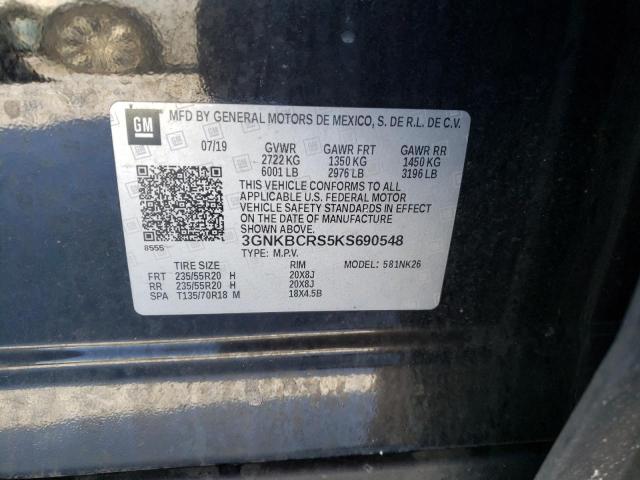 GM
MFD BY GENERAL MOTORS DE MEXICO, S. DE R.L. DE C.V.
07/19 GVWR GAWR FRT GAWR RR
2722 KG 1350 KG 1450 KG
6001 LB 2976 LB 3196 LB
THIS VEHICLE CONFORMS TO ALL
APPLICABLE U.S. FEDERAL MOTOR
VEHICLE SAFETY STANDARDS IN
EFFECT ON THE DATE OF MANUFACTURE
SHOWN ABOVE.
3GNKBCRS5KS690548
8555 TYPE: M.P.V.
TIRE SIZE RIM MODEL: 581NK26
FRT 235/55R20 H 20X8J
RR 235/55R20 H 20X8J
SPA T135/70R18 M 18X4.5B